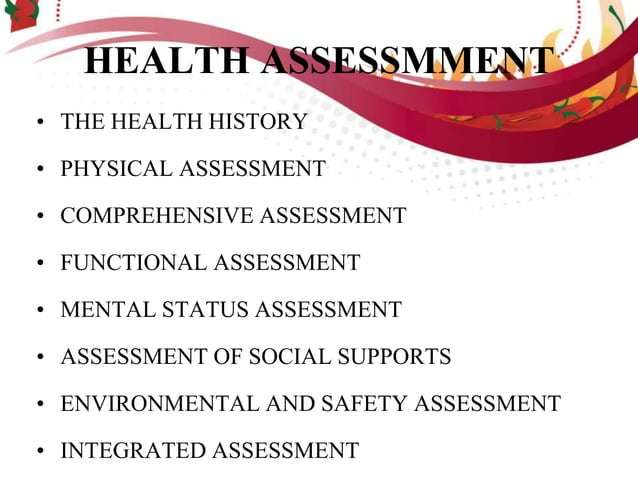 HEALTH ASSESSMMENT
• THE HEALTH HISTORY
• PHYSICAL ASSESSMENT
• COMPREHENSIVE ASSESSMENT
• FUNCTIONAL ASSESSMENT
• MENTAL STATUS ASSESSMENT
• ASSESSMENT OF SOCIAL SUPPORTS
• ENVIRONMENTAL AND SAFETY ASSESSMENT
• INTEGRATED ASSESSMENT